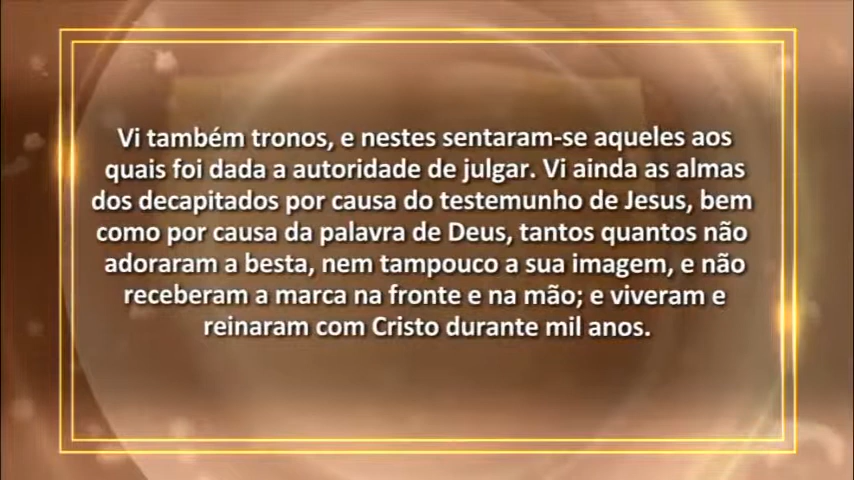 Vi também tronos, e nestes sentaram-se aqueles aos
quais foi dada a autoridade de julgar. Vi ainda as almas
dos decapitados por causa do testemunho de Jesus, bem
como por causa da palavra de Deus, tantos quantos não
adoraram a besta, nem tampouco a sua imagem, e não
receberam a marca na fronte e na mão; e viveram e
reinaram com Cristo durante mil anos.